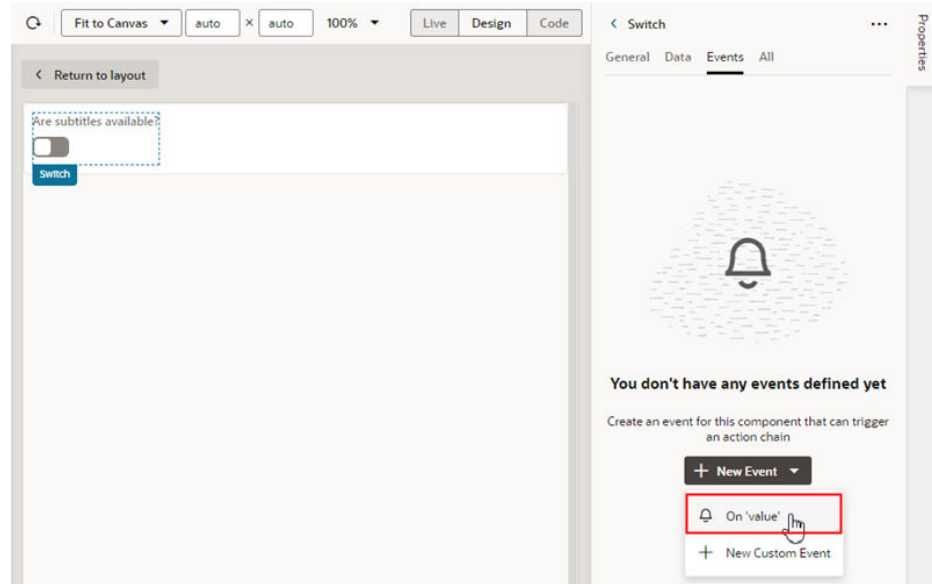 Fit to Canvas auto × auto 100% Live Design Code
Return to layout
Are subtitles available?
Switch
Switch
General Data Events All
You don't have any events defined yet
Create an event for this component that can trigger
an action chain
+ New Event
On 'value'
+ New Custom Event
Properties